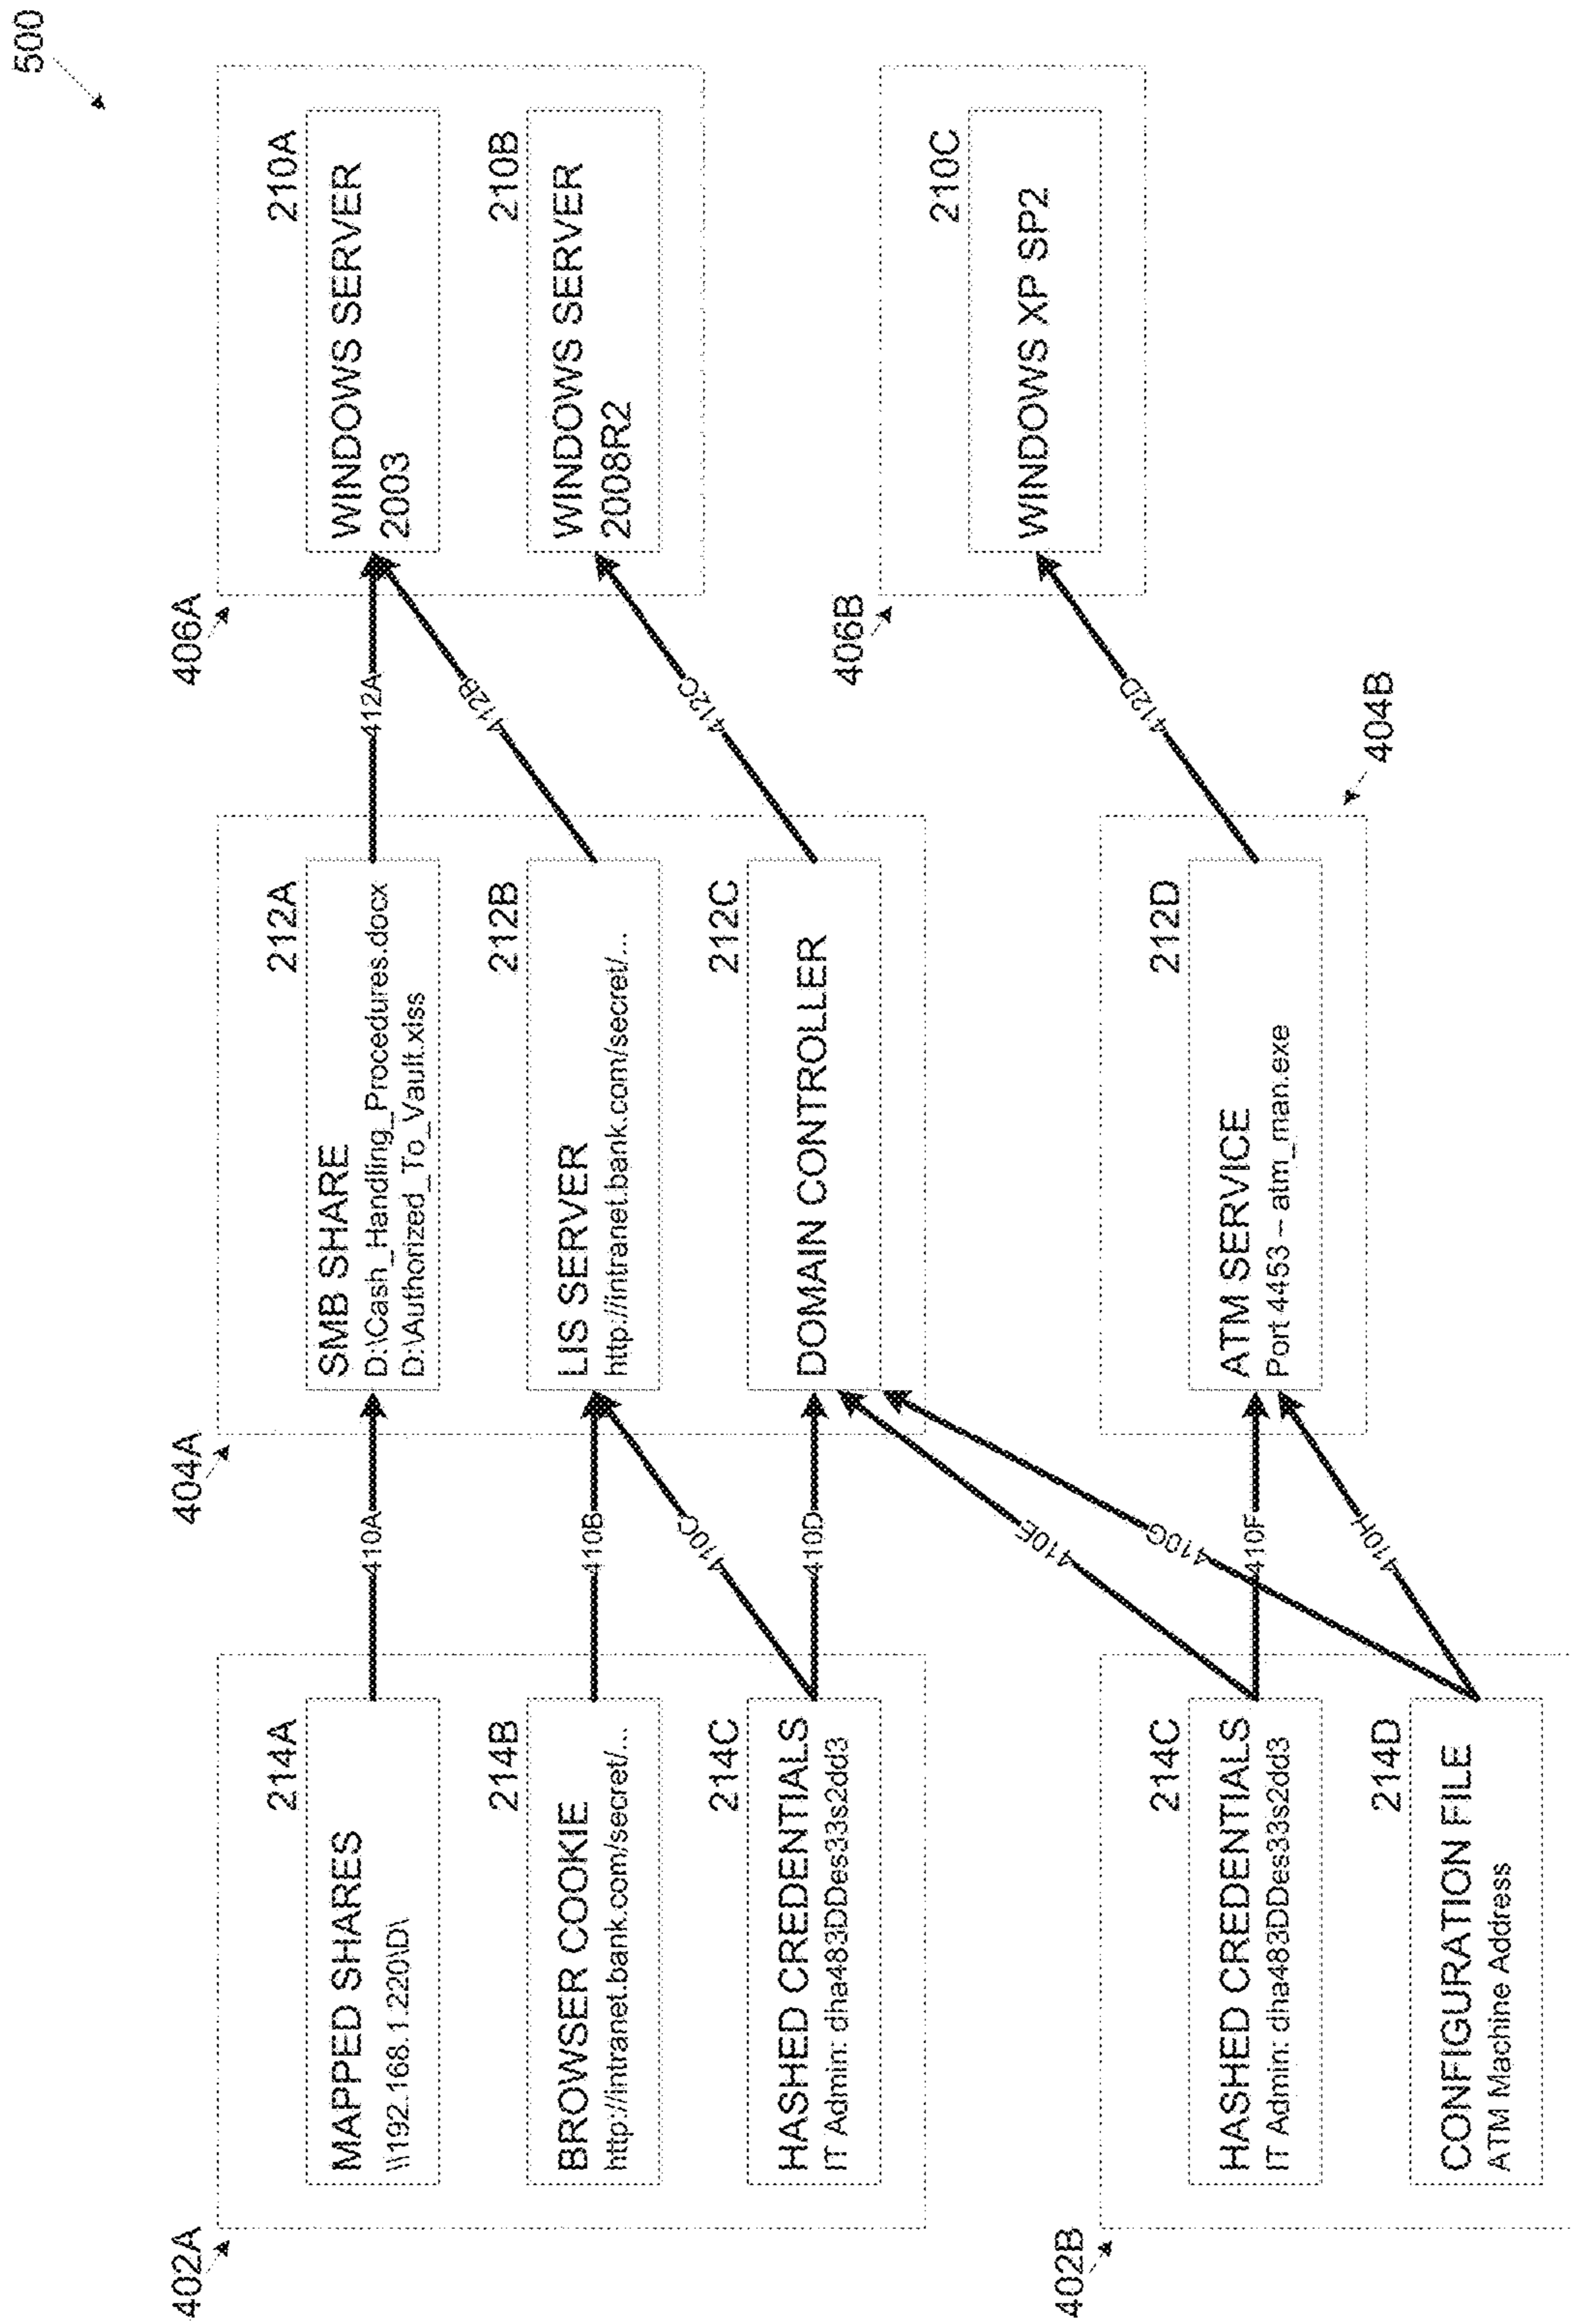 500
402A
MAPPED SHARES
214A
\\192.168.1.220\D\
BROWSER COOKIE
214B
http://intranet.bank.com/secret/...
HASHED CREDENTIALS
214C
IT Admin: dha483DDes33s2dd3
402B
HASHED CREDENTIALS
214C
IT Admin: dha483DDes33s2dd3
CONFIGURATION FILE
214D
ATM Machine Address
410A
410B
410C
410D
410E
410F
410G
410H
404A
SMB SHARE
212A
D:\Cash_Handling_Procedures.docx
D:\Authorized_To_Vault.xlss
LIS SERVER
212B
http://intranet.bank.com/secret/...
DOMAIN CONTROLLER
212C
404B
ATM SERVICE
212D
Port 4453 – atm_man.exe
412A
412B
412C
412D
406A
WINDOWS SERVER
2003
210A
WINDOWS SERVER
2008R2
210B
406B
WINDOWS XP SP2
210C